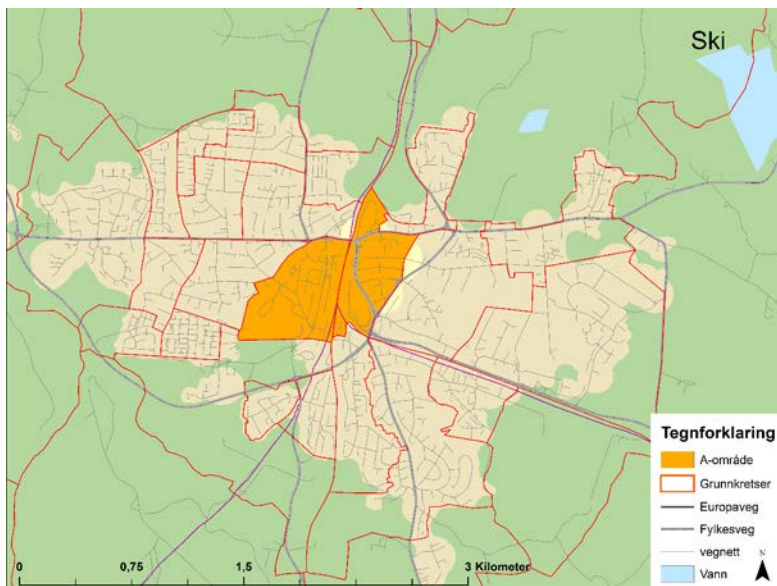 Ski
Tegnforklaring
A-område
Grunnkretser
Europaveg
Fylkesveg
vegnett
N
Vann
0 0,75 1,5 3 Kilometer